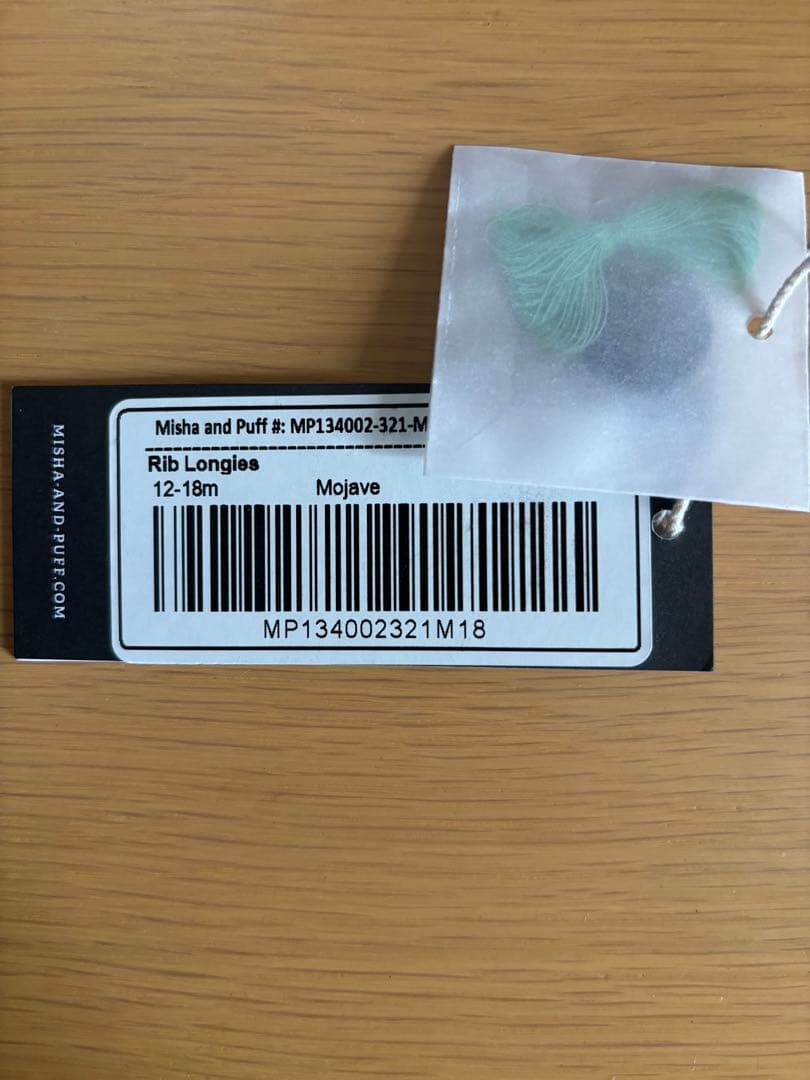 MISHA-AND-PUFF.COM
Misha and Puff #: MP134002-321-M
Rib Longies
12-18m Mojave
MP134002321M18